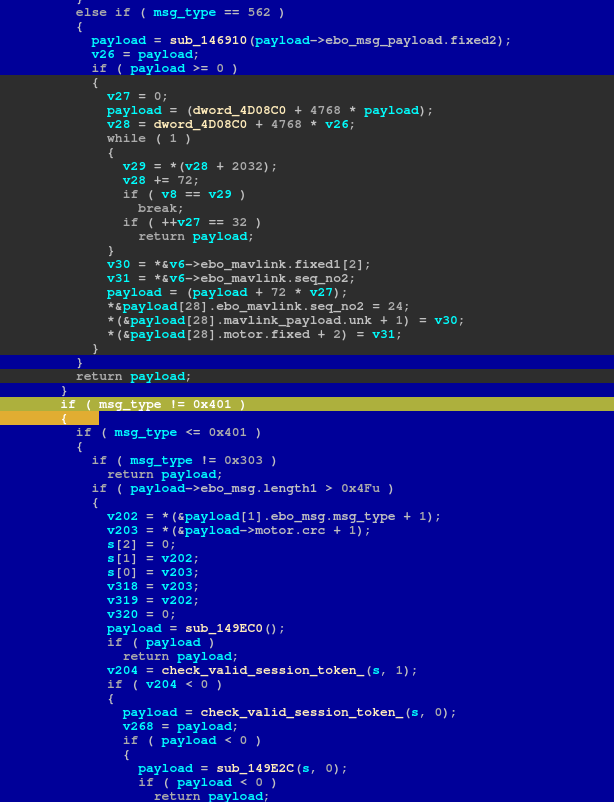 }
else if ( msg_type == 562 )
{
payload = sub_146910(payload->ebo_msg_payload.fixed2);
v26 = payload;
if ( payload >= 0 )
{
v27 = 0;
payload = (dword_4D08C0 + 4768 * payload);
v28 = dword_4D08C0 + 4768 * v26;
while ( 1 )
{
v29 = *(v28 + 2032);
v28 += 72;
if ( v8 == v29 )
break;
if ( ++v27 == 32 )
return payload;
}
v30 = *&v6->ebo_mavlink.fixed1[2];
v31 = *&v6->ebo_mavlink.seq_no2;
payload = (payload + 72 * v27);
*&payload[28].ebo_mavlink.seq_no2 = 24;
*(&payload[28].mavlink_payload.unk + 1) = v30;
*(&payload[28].motor.fixed + 2) = v31;
}
}
return payload;
}
if ( msg_type != 0x401 )
{
if ( msg_type <= 0x401 )
{
if ( msg_type != 0x303 )
return payload;
if ( payload->ebo_msg.length1 > 0x4Fu )
{
v202 = *(&payload[1].ebo_msg.msg_type + 1);
v203 = *(&payload->motor.crc + 1);
s[2] = 0;
s[1] = v202;
s[0] = v203;
v318 = v203;
v319 = v202;
v320 = 0;
payload = sub_149EC0();
if ( payload )
return payload;
v204 = check_valid_session_token_(s, 1);
if ( v204 < 0 )
{
payload = check_valid_session_token_(s, 0);
v268 = payload;
if ( payload < 0 )
{
payload = sub_149E2C(s, 0);
if ( payload < 0 )
return payload;